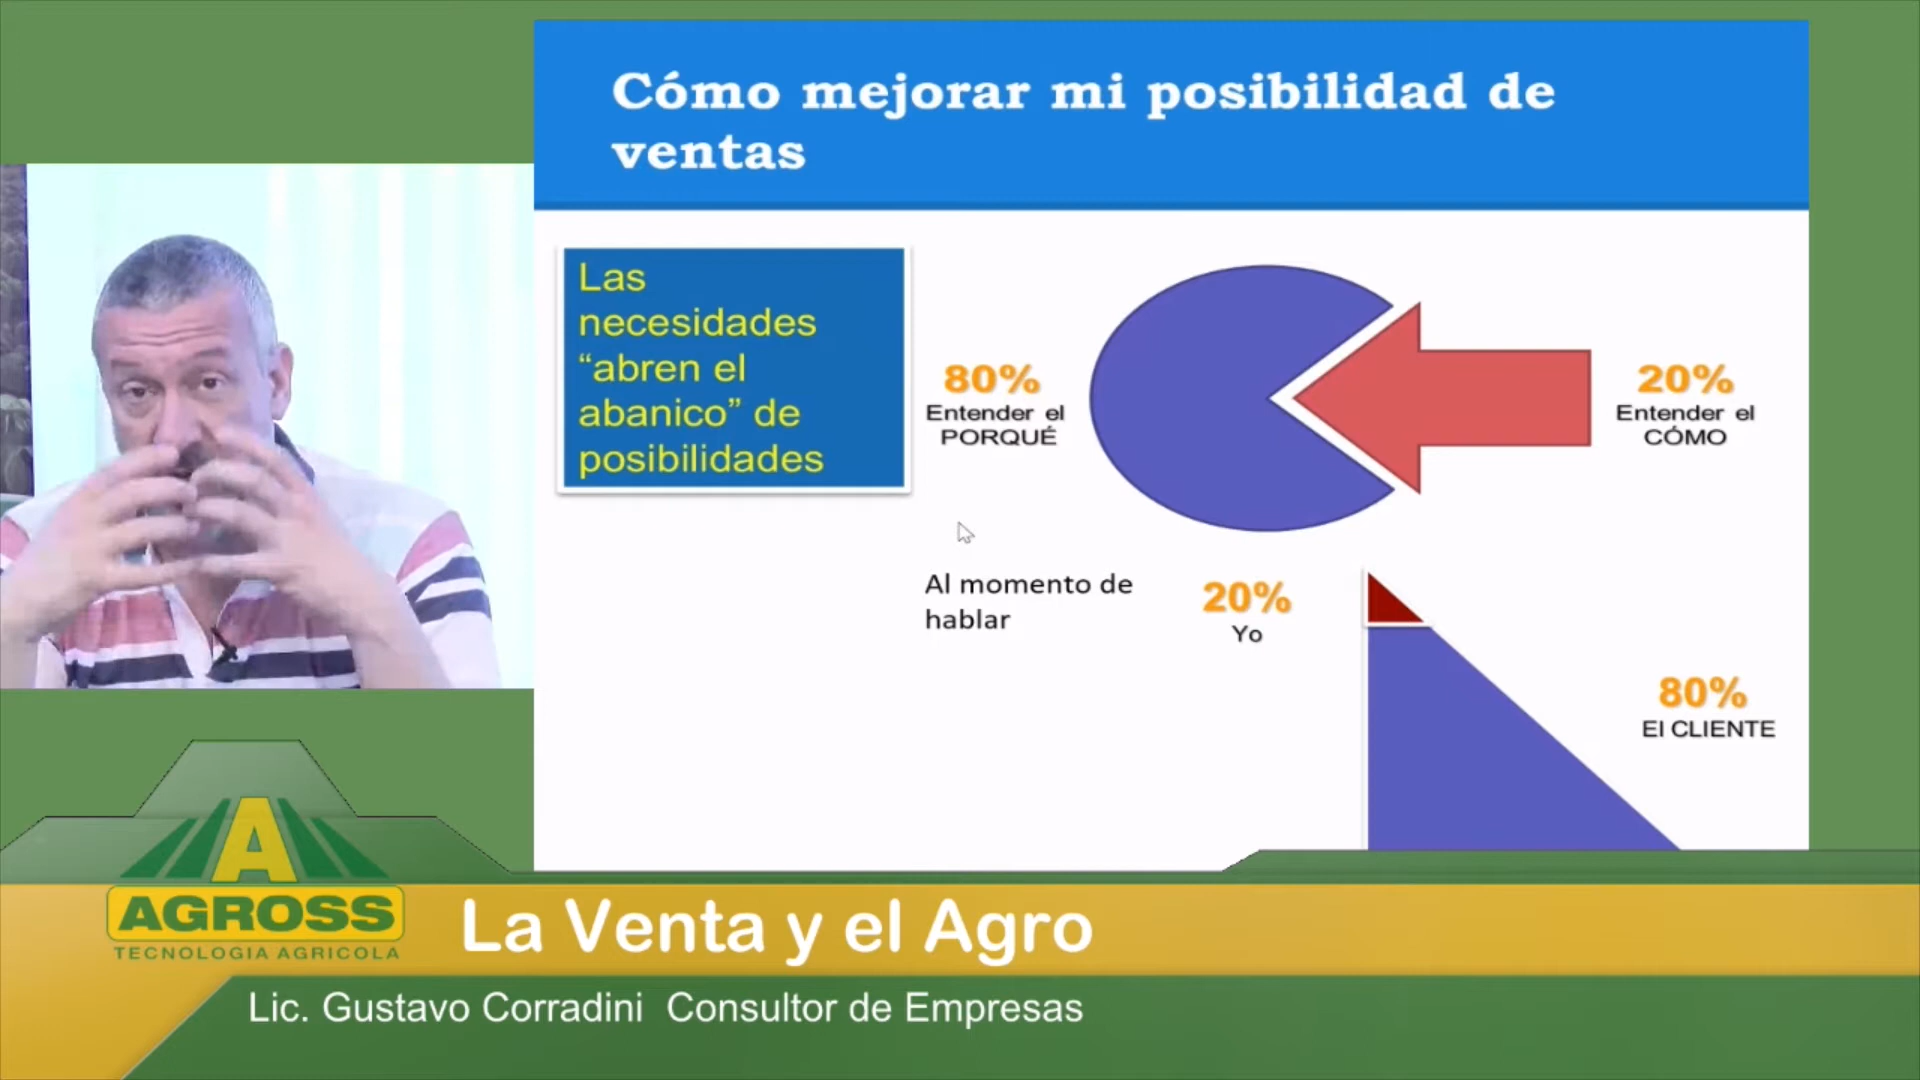 Cómo mejorar mi posibilidad de
ventas
Las
necesidades
“abren el
abanico” de
posibilidades
80%
Entender el
PORQUÉ
20%
Entender el
CÓMO
Al momento de
hablar
20%
Yo
80%
El CLIENTE
A
AGROSS
TECNOLOGIA AGRICOLA
La Venta y el Agro
Lic. Gustavo Corradini Consultor de Empresas